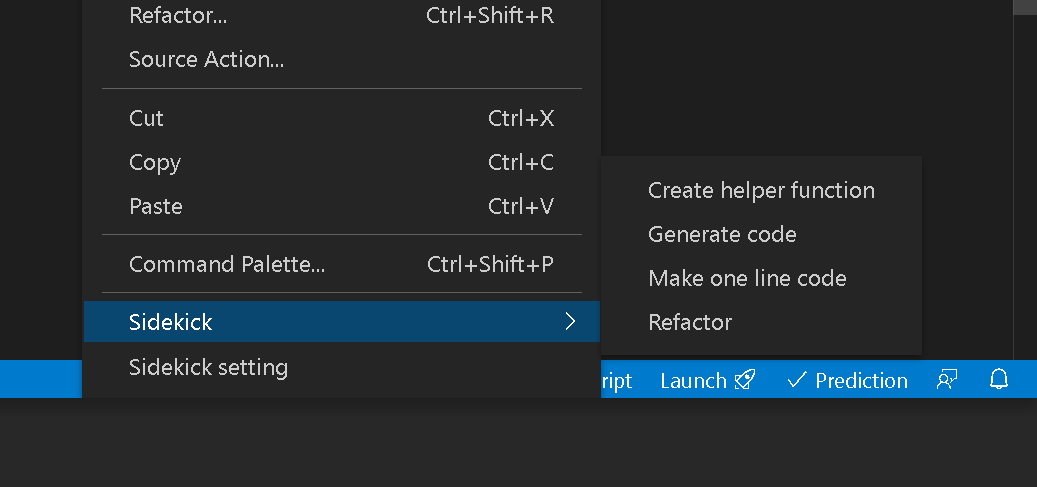 Refactor... Ctrl+Shift+R
Source Action...
Cut Ctrl+X
Copy Ctrl+C
Paste Ctrl+V
Command Palette... Ctrl+Shift+P
Sidekick
Sidekick setting
Create helper function
Generate code
Make one line code
Refactor
ript Launch Prediction